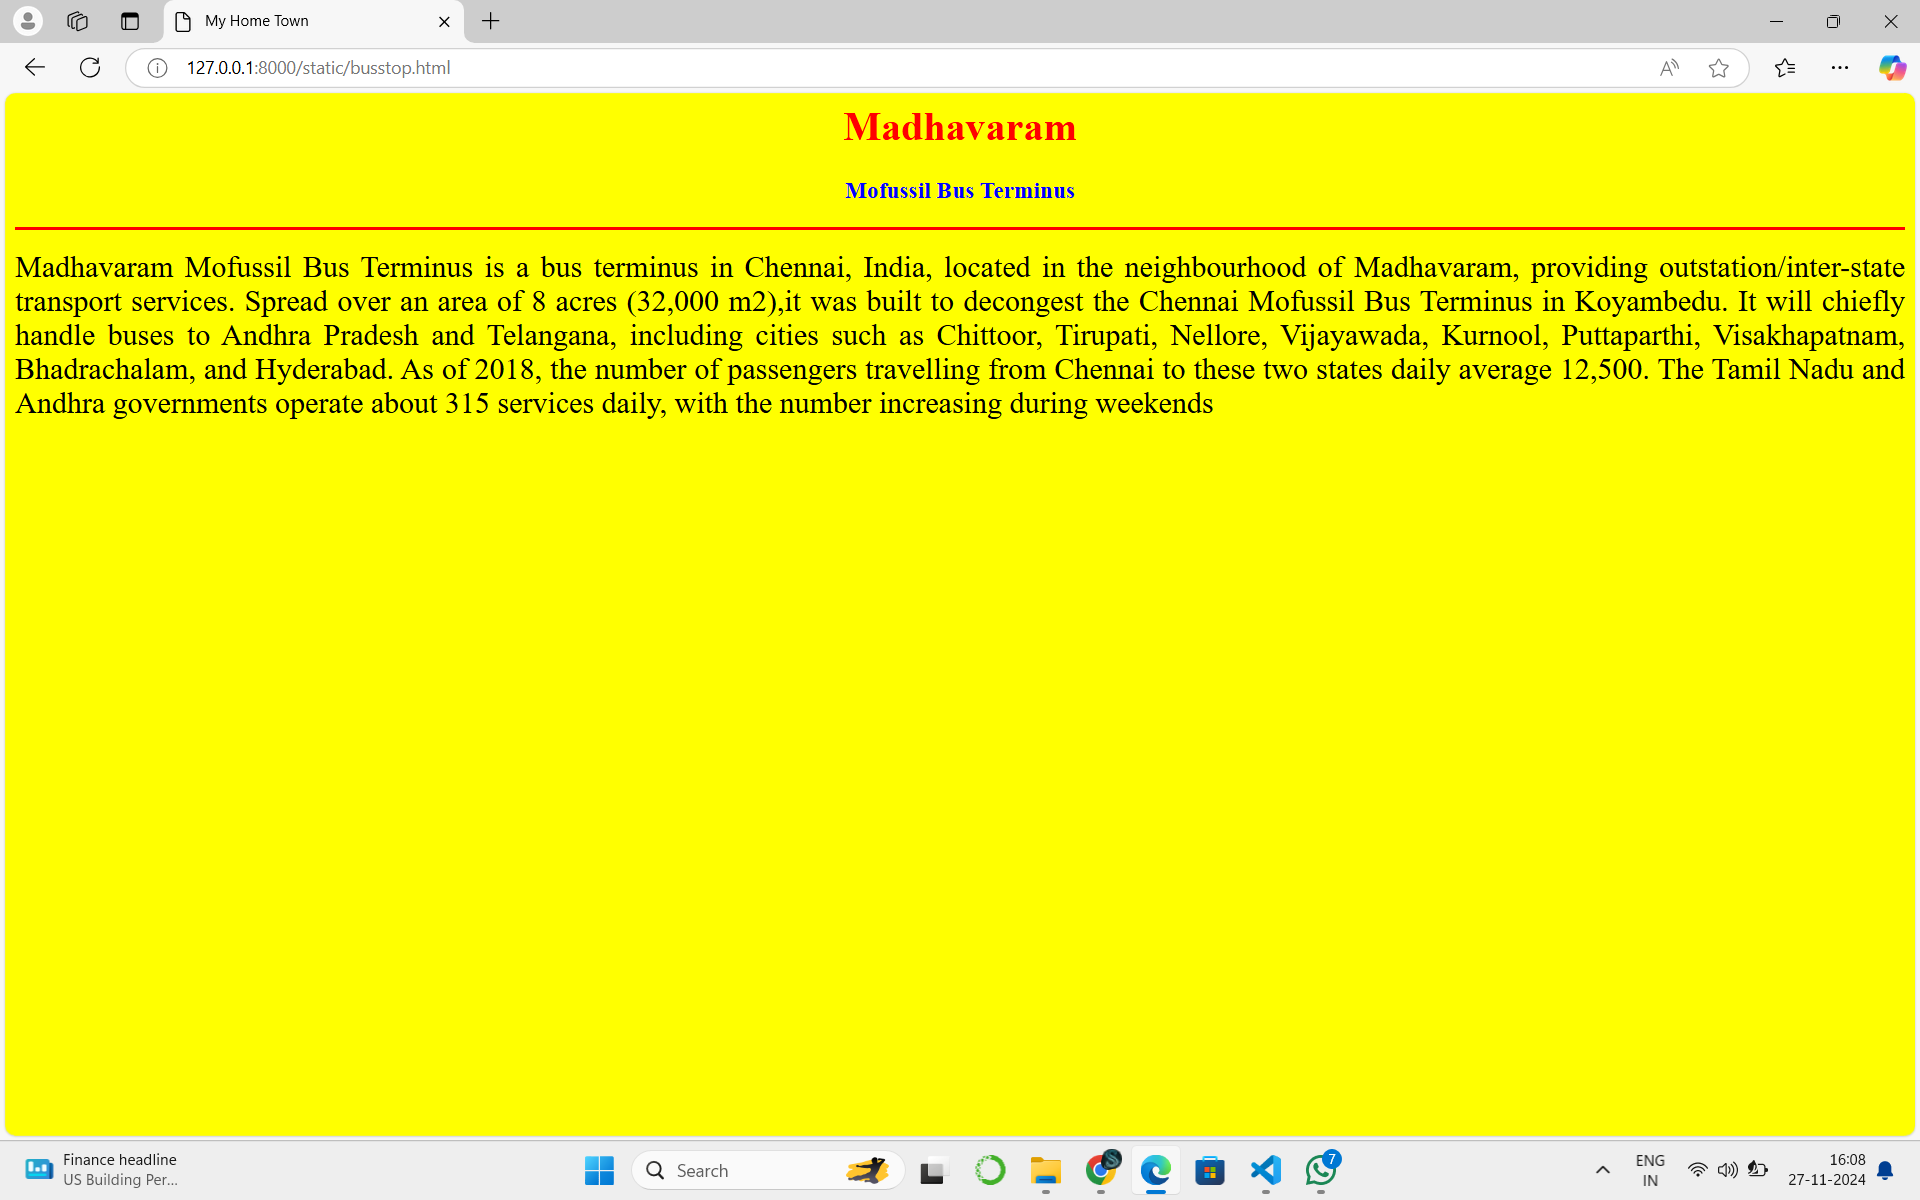 My Home Town
127.0.0.1:8000/static/busstop.html
Madhavaram
Mofussil Bus Terminus
Madhavaram Mofussil Bus Terminus is a bus terminus in Chennai, India, located in the neighbourhood of Madhavaram, providing outstation/inter-state
transport services. Spread over an area of 8 acres (32,000 m2),it was built to decongest the Chennai Mofussil Bus Terminus in Koyambedu. It will chiefly
handle buses to Andhra Pradesh and Telangana, including cities such as Chittoor, Tirupati, Nellore, Vijayawada, Kurnool, Puttaparthi, Visakhapatnam,
Bhadrachalam, and Hyderabad. As of 2018, the number of passengers travelling from Chennai to these two states daily average 12,500. The Tamil Nadu and
Andhra governments operate about 315 services daily, with the number increasing during weekends
Finance headline
US Building Per...
Search
7
ENG
IN
16:08
27-11-2024